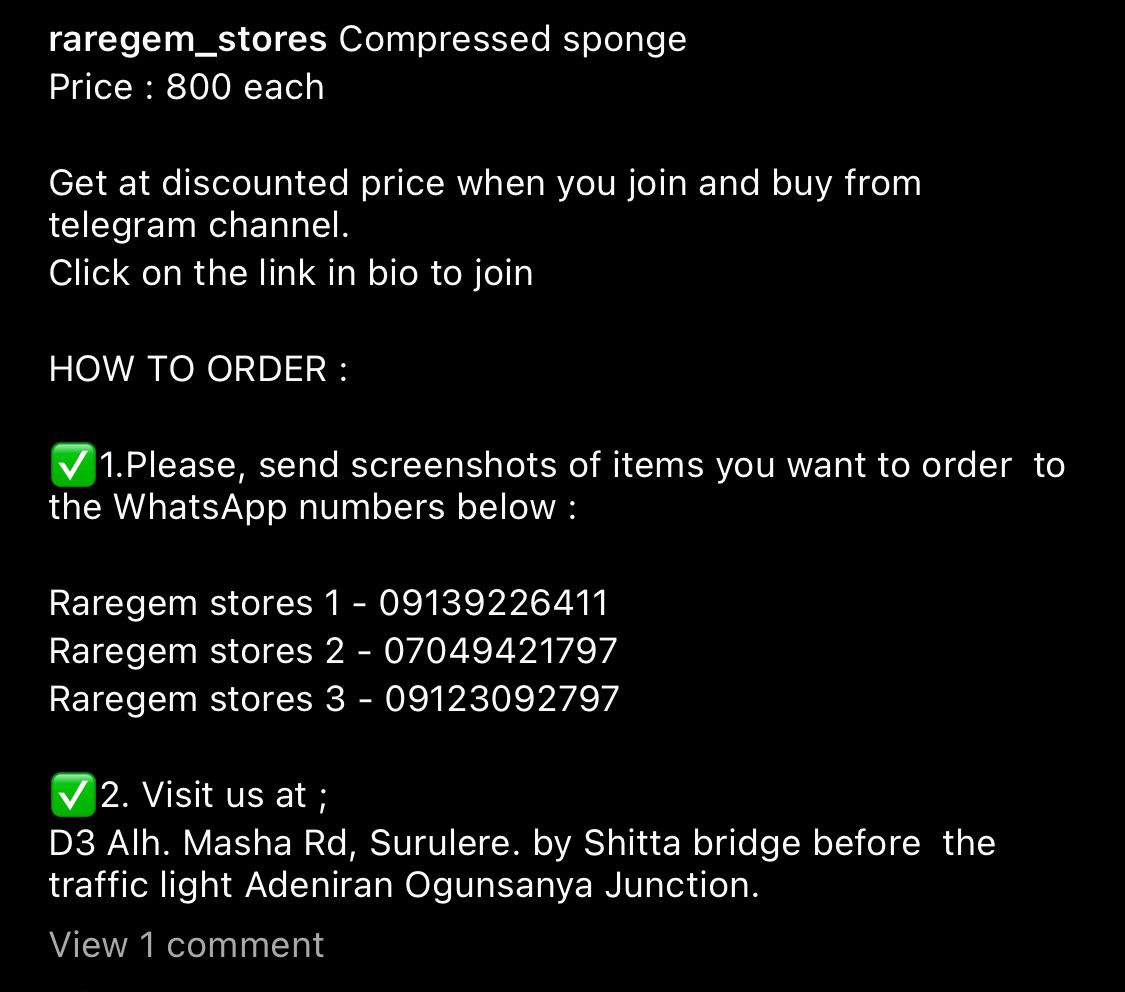 raregem_stores Compressed sponge
Price : 800 each
Get at discounted price when you join and buy from
telegram channel.
Click on the link in bio to join
HOW TO ORDER :
✅1.Please, send screenshots of items you want to order  to
the WhatsApp numbers below :
Raregem stores 1 - 09139226411
Raregem stores 2 - 07049421797
Raregem stores 3 - 09123092797
✅2. Visit us at ;
D3 Alh. Masha Rd, Surulere. by Shitta bridge before  the
traffic light Adeniran Ogunsanya Junction.
View 1 comment